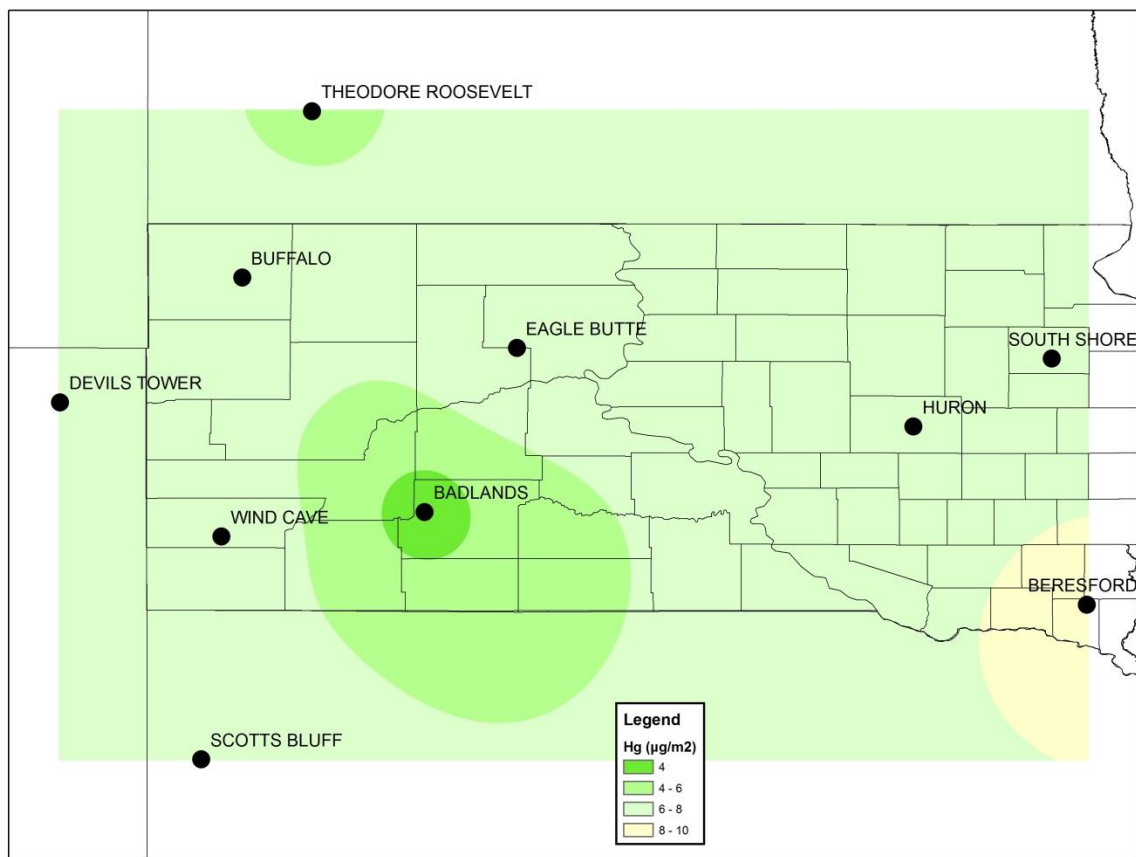 THEODORE ROOSEVELT
BUFFALO
EAGLE BUTTE
SOUTH SHORE
DEVILS TOWER
HURON
BADLANDS
WIND CAVE
BERESFORD
SCOTTS BLUFF
Legend
Hg (µg/m2)
4
4 - 6
6 - 8
8 - 10